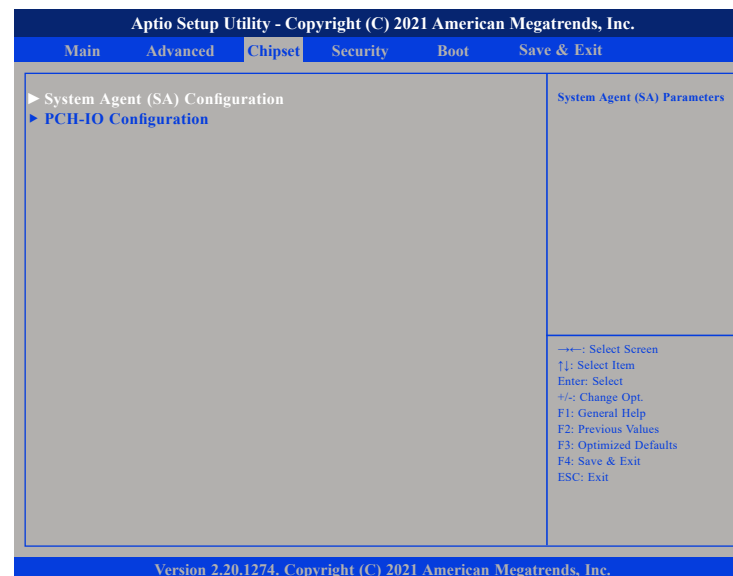 Aptio Setup Utility - Copyright (C) 2021 American Megatrends, Inc.
Main Advanced Chipset Security Boot Save & Exit
► System Agent (SA) Configuration
► PCH-IO Configuration
System Agent (SA) Parameters
→←: Select Screen
↑↓: Select Item
Enter: Select
+/-: Change Opt.
F1: General Help
F2: Previous Values
F3: Optimized Defaults
F4: Save & Exit
ESC: Exit
Version 2.20.1274. Copyright (C) 2021 American Megatrends, Inc.